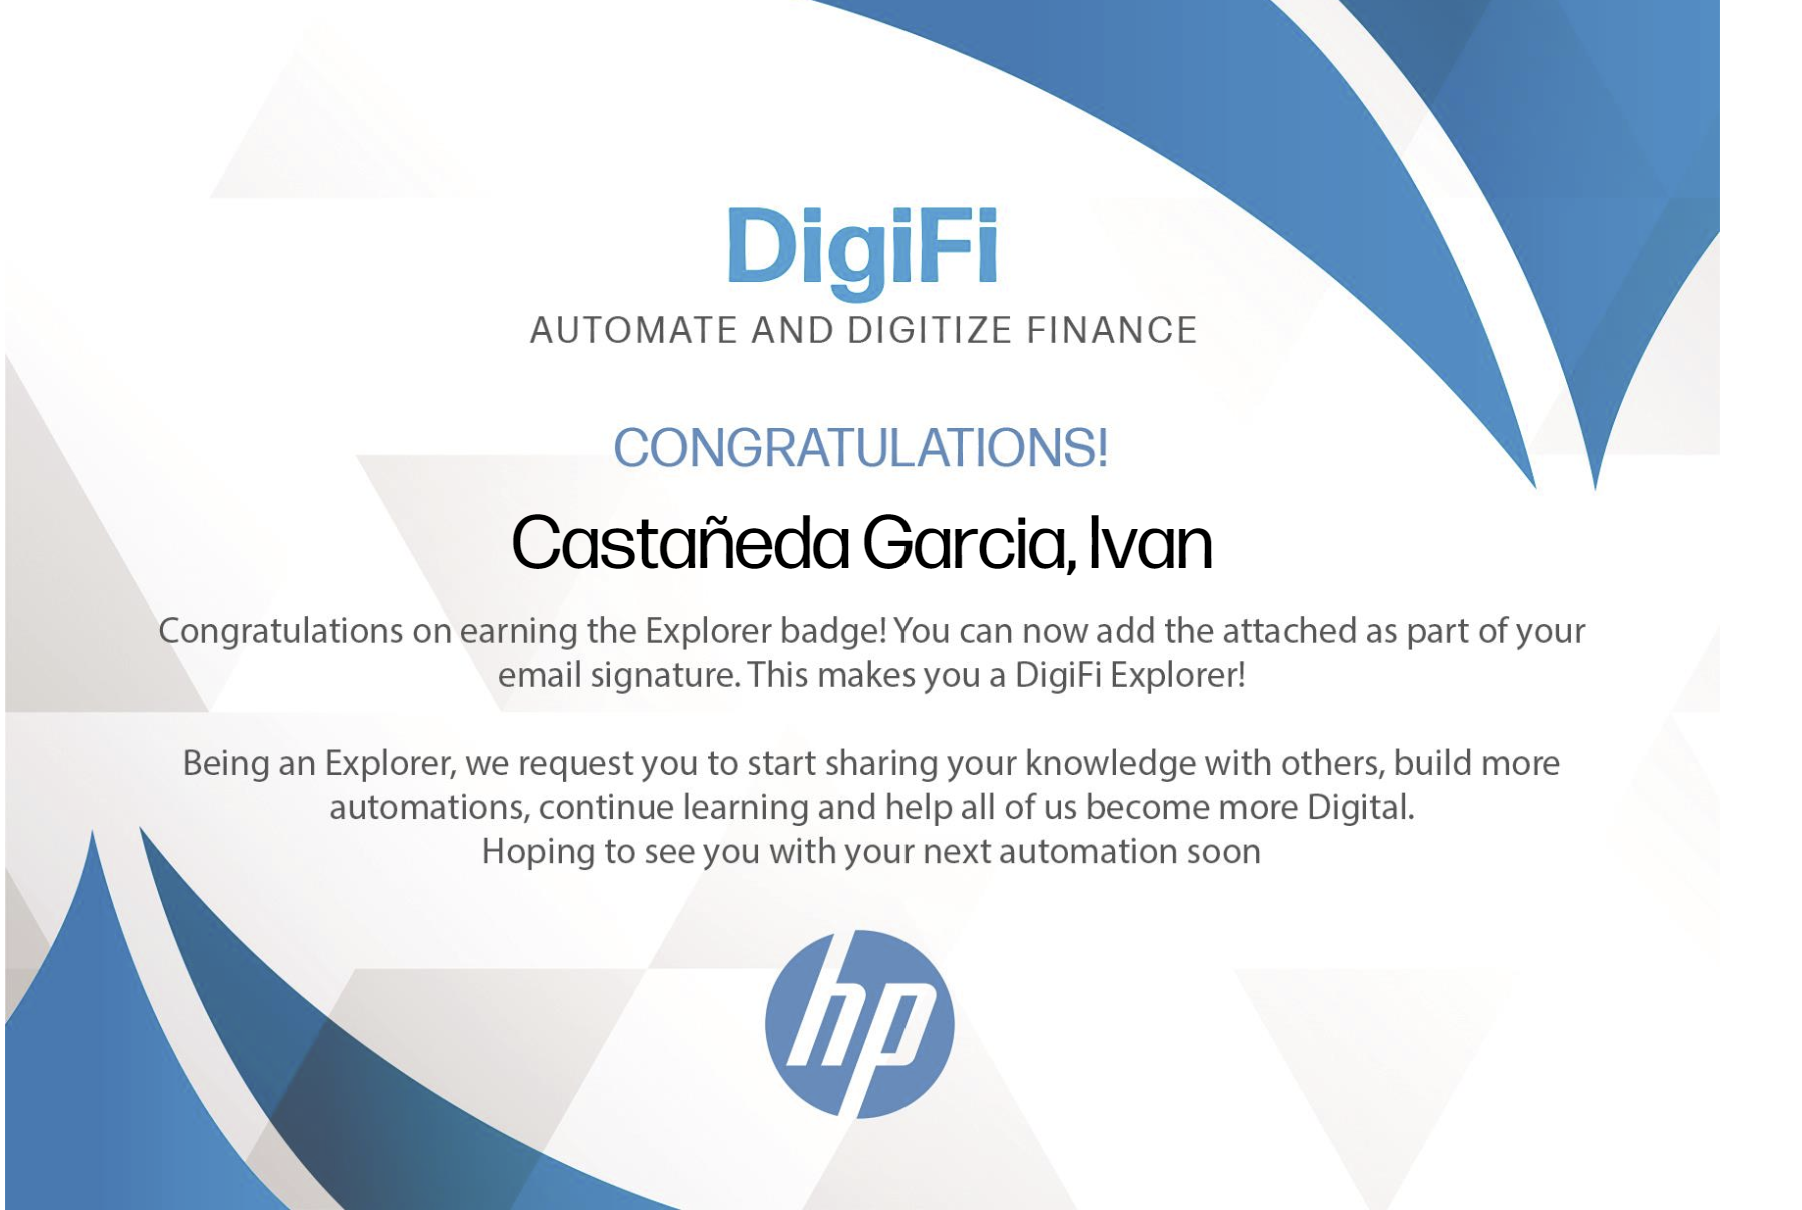 DigiFi
AUTOMATE AND DIGITIZE FINANCE
CONGRATULATIONS!
Castañeda Garcia, Ivan
Congratulations on earning the Explorer badge! You can now add the attached as part of your
email signature. This makes you a DigiFi Explorer!
Being an Explorer, we request you to start sharing your knowledge with others, build more
automations, continue learning and help all of us become more Digital.
Hoping to see you with your next automation soon
hp